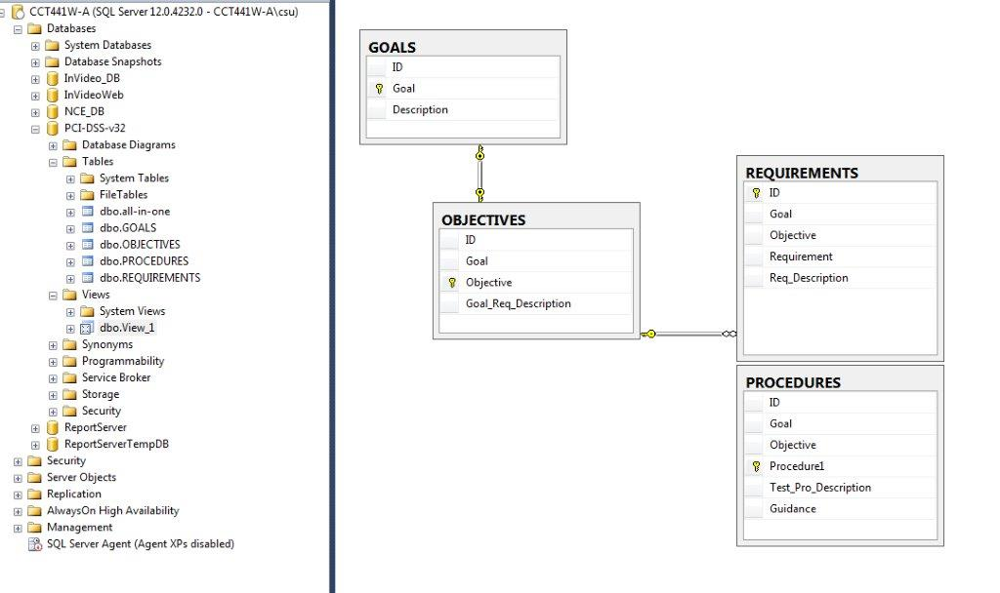 CCT441W-A (SQL Server 12.0.4232.0 - CCT441W-A\csu)
Databases
System Databases
Database Snapshots
InVideo_DB
InVideoWeb
NCE_DB
PCI-DSS-v32
Database Diagrams
Tables
System Tables
FileTables
dbo.all-in-one
dbo.GOALS
dbo.OBJECTIVES
dbo.PROCEDURES
dbo.REQUIREMENTS
Views
System Views
dbo.View_1
Synonyms
Programmability
Service Broker
Storage
Security
ReportServer
ReportServerTempDB
Security
Server Objects
Replication
AlwaysOn High Availability
Management
SQL Server Agent (Agent XPs disabled)
GOALS
ID
Goal
Description
OBJECTIVES
ID
Goal
Objective
Goal_Req_Description
REQUIREMENTS
ID
Goal
Objective
Requirement
Req_Description
PROCEDURES
ID
Goal
Objective
Procedure1
Test_Pro_Description
Guidance